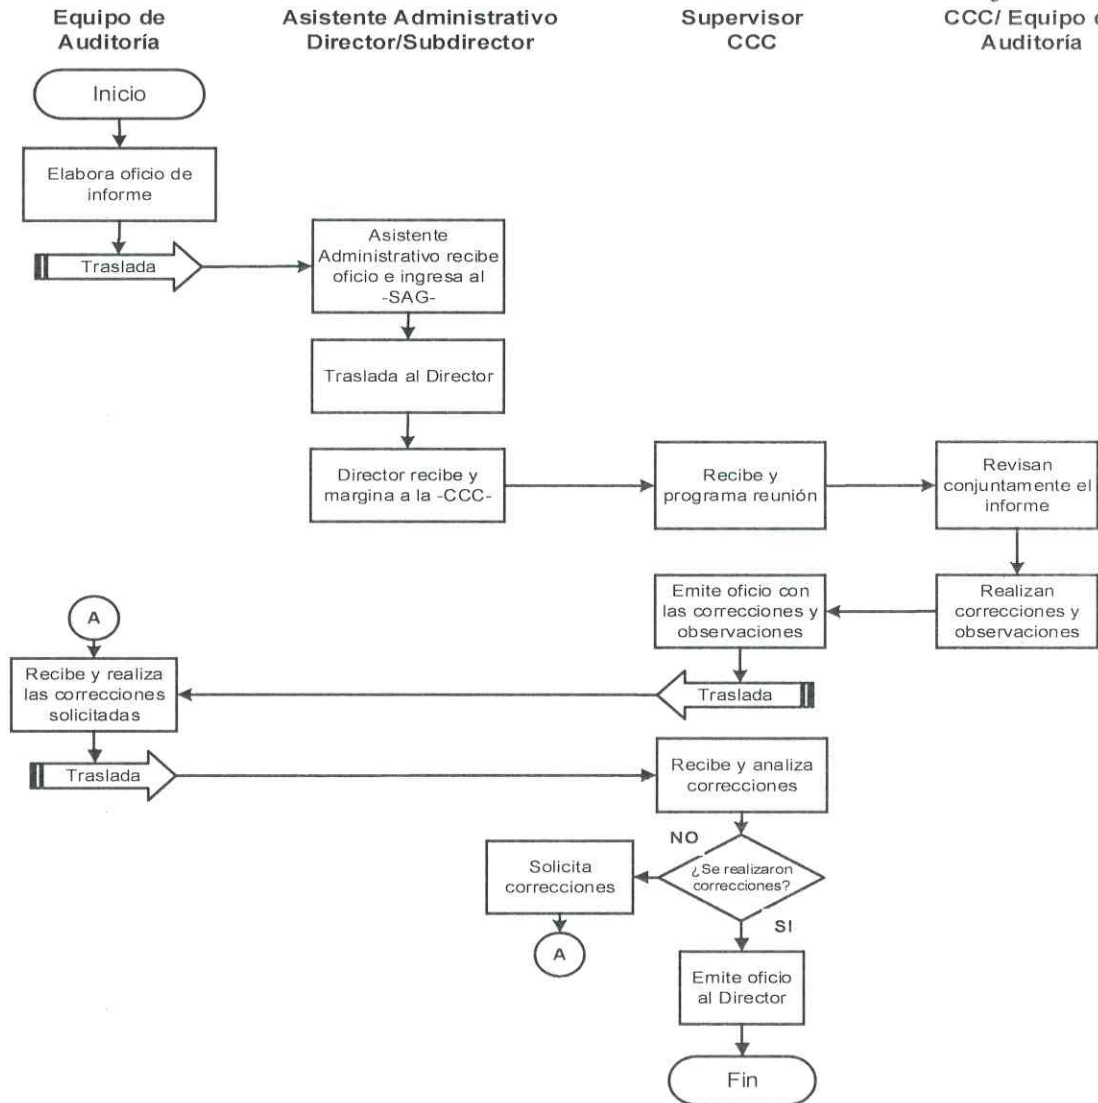 Equipo de
Auditoría
Asistente Administrativo
Director/Subdirector
Supervisor
CCC
CCC/ Equipo
Auditoría
Inicio
Elabora oficio de
informe
Traslada
Asistente
Administrativo recibe
oficio e ingresa al
-SAG-
Traslada al Director
Director recibe y
margina a la -CCC-
Recibe y
programa reunión
Revisan
conjuntamente el
informe
Realizan
correcciones y
observaciones
Emite oficio con
las correcciones y
observaciones
Traslada
A
Recibe y realiza
las correcciones
solicitadas
Traslada
Recibe y analiza
correcciones
¿Se realizaron
correcciones?
NO
Solicita
correcciones
A
SI
Emite oficio
al Director
Fin